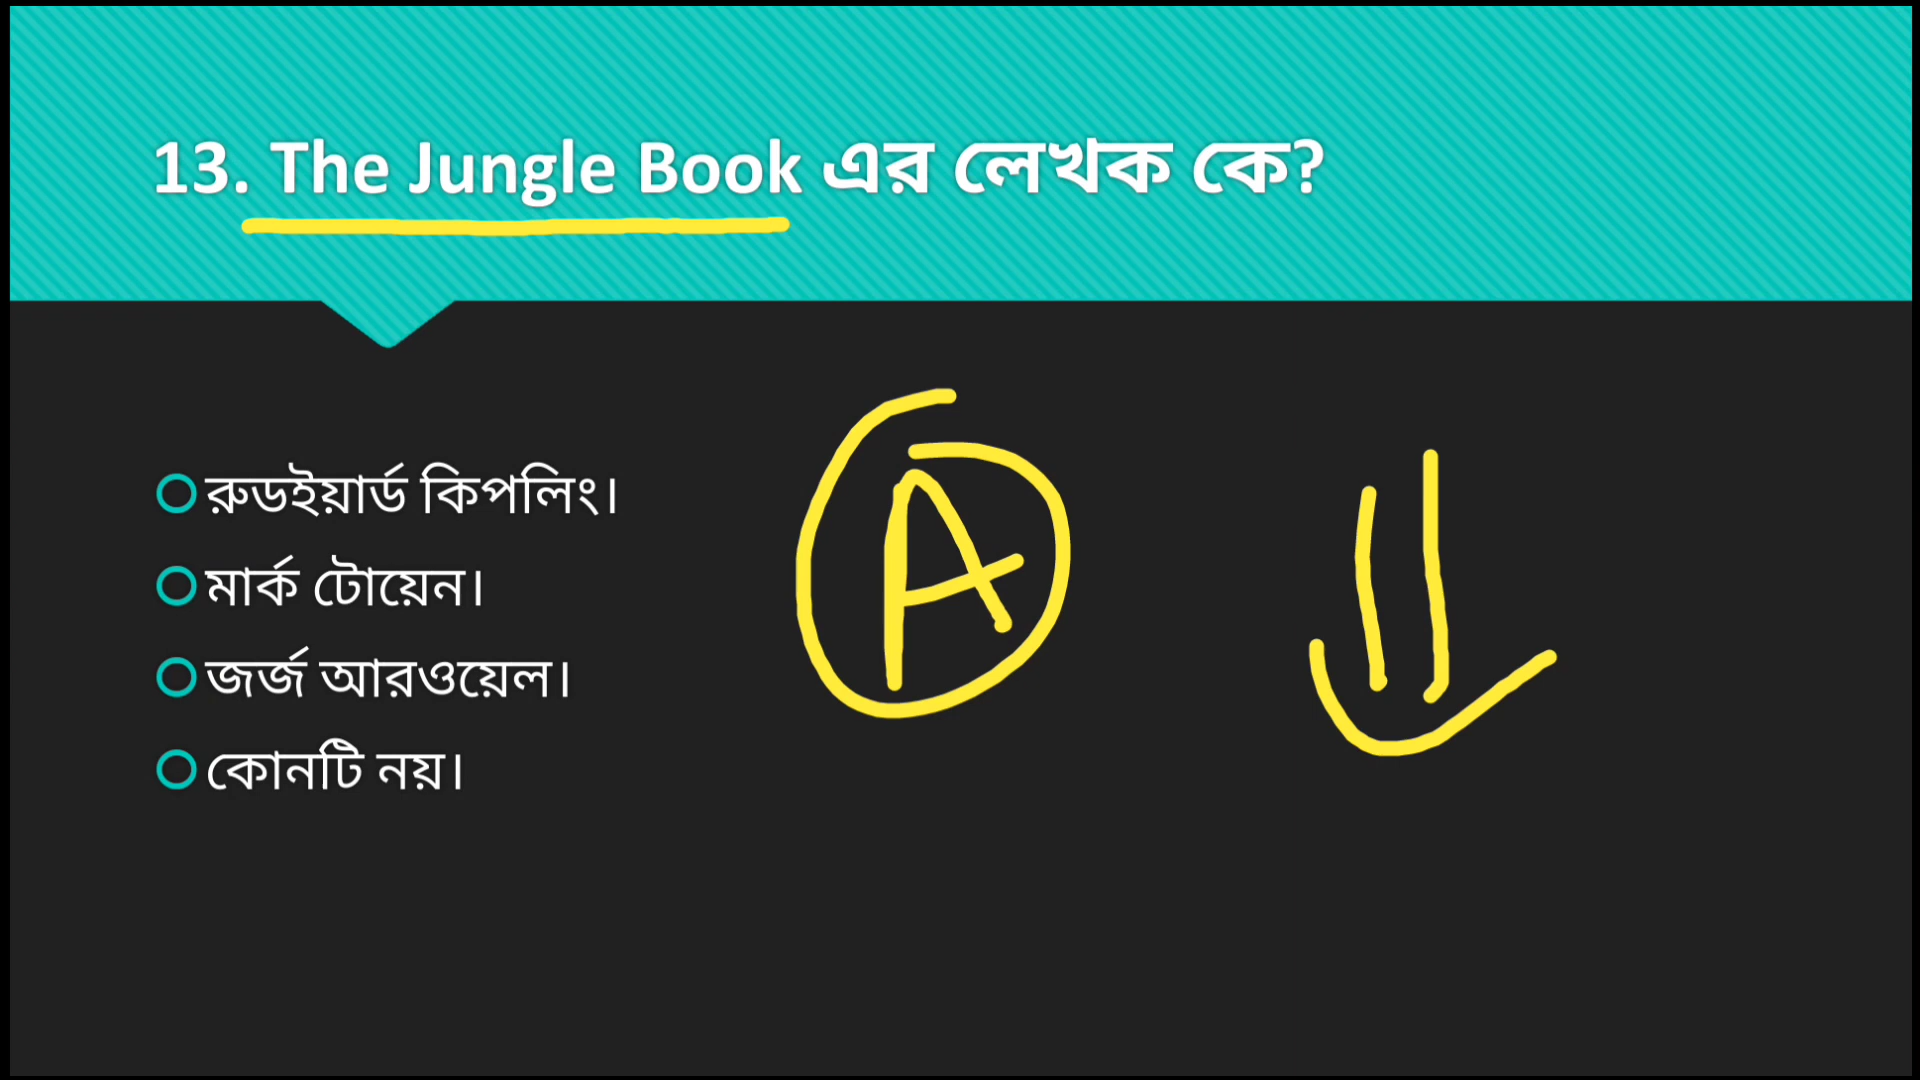 13. The Jungle Book এর লেখক কে?
রুডইয়ার্ড কিপলিং।
মার্ক টোয়েন।
জর্জ আরওয়েল।
কোনটি নয়।
A